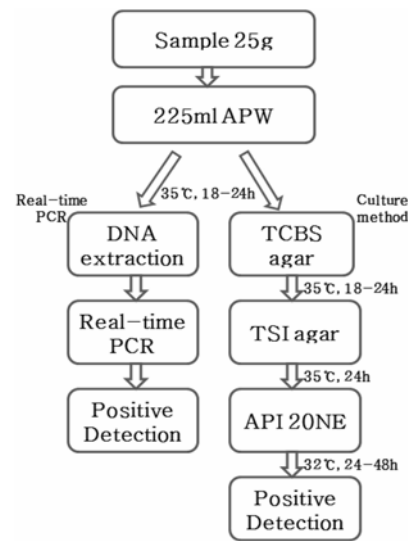 Sample 25g
225ml APW
35℃, 18-24h
Real-time
PCR
Culture
method
DNA
extraction
TCBS
agar
35℃, 18-24h
Real-time
PCR
TSI agar
35℃, 24h
Positive
Detection
API 20NE
32℃, 24-48h
Positive
Detection